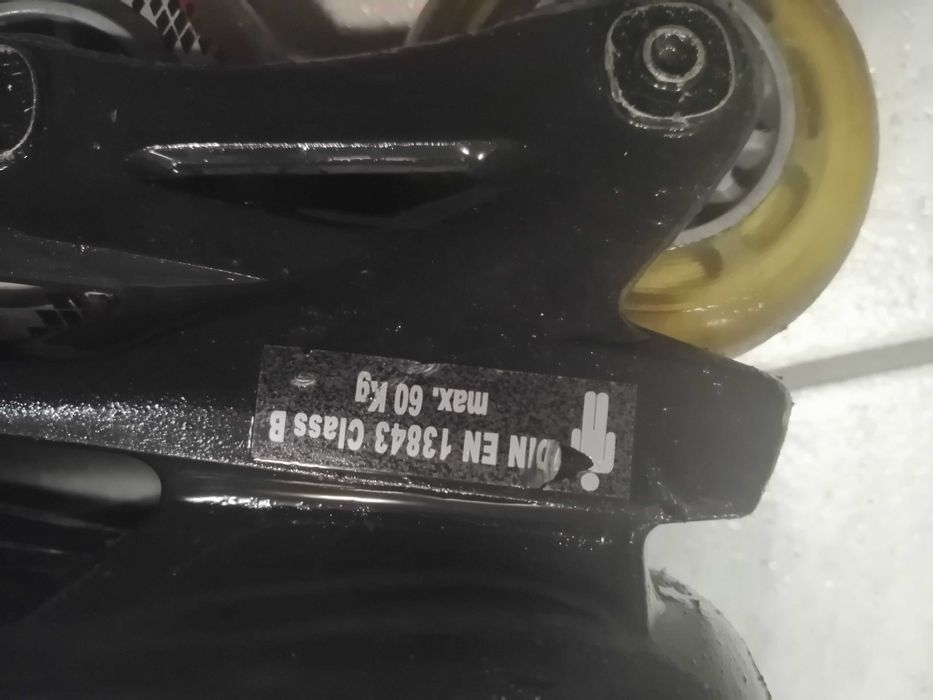 DIN EN 13843 Class B
max. 60 Kg